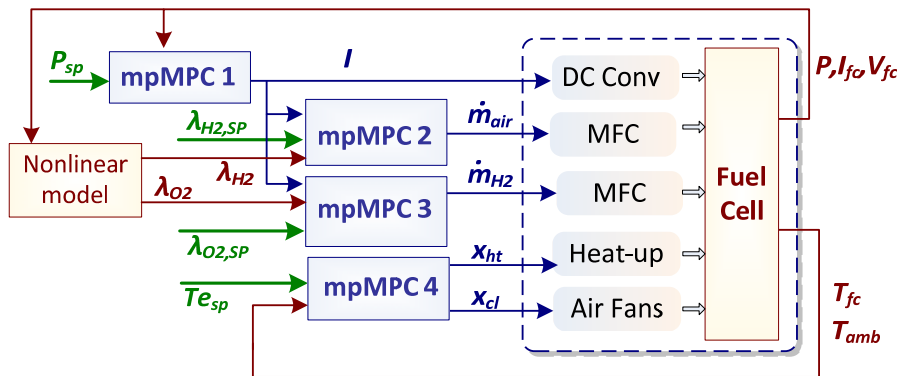 P_sp
mpMPC 1
I
DC Conv
P,I_fc,V_fc
λ_H2,SP
mpMPC 2
ṁ_air
MFC
Nonlinear
model
λ_H2
λ_O2
mpMPC 3
ṁ_H2
MFC
Fuel
Cell
λ_O2,SP
Te_sp
mpMPC 4
x_ht
x_cl
Heat-up
Air Fans
T_fc
T_amb